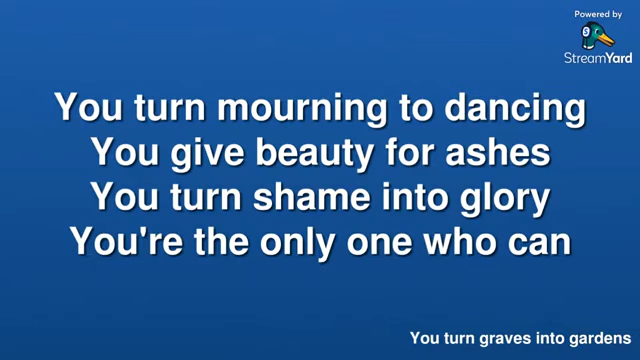 Powered by
StreamYard
You turn mourning to dancing
You give beauty for ashes
You turn shame into glory
You're the only one who can
You turn graves into gardens